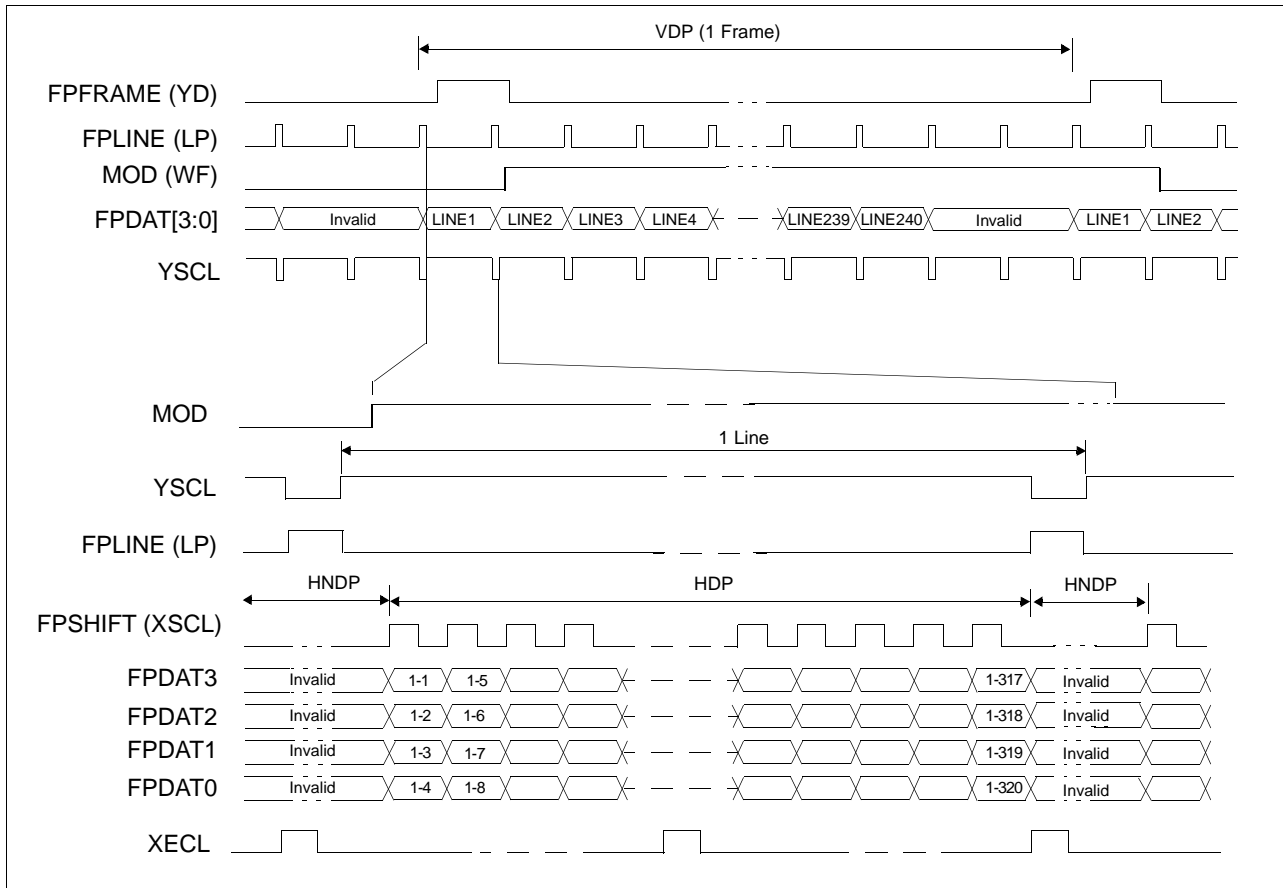 VDP (1 Frame)
FPFRAME (YD)
FPLINE (LP)
MOD (WF)
FPDAT[3:0] Invalid LINE1 LINE2 LINE3 LINE4 LINE239 LINE240 Invalid LINE1 LINE2
YSCL
MOD
1 Line
YSCL
FPLINE (LP)
HNDP HDP HNDP
FPSHIFT (XSCL)
FPDAT3 Invalid 1-1 1-5 1-317 Invalid
FPDAT2 Invalid 1-2 1-6 1-318 Invalid
FPDAT1 Invalid 1-3 1-7 1-319 Invalid
FPDAT0 Invalid 1-4 1-8 1-320 Invalid
XECL